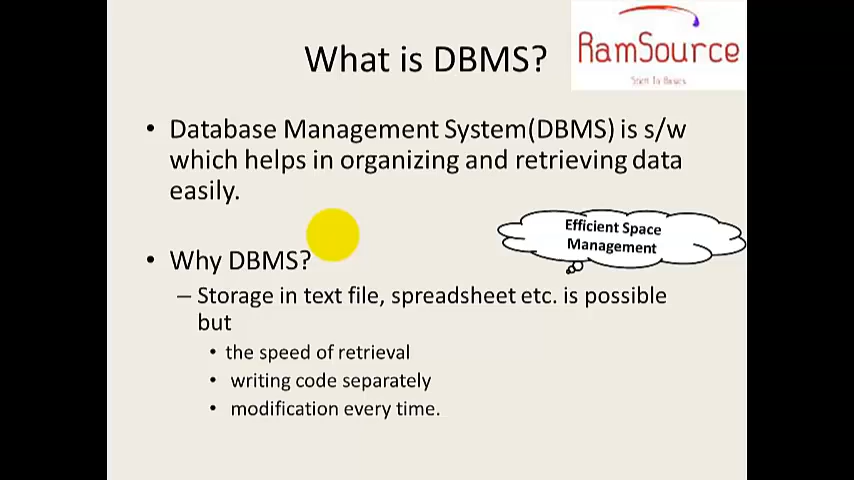 What is DBMS?
RamSource
• Database Management System(DBMS) is s/w
which helps in organizing and retrieving data
easily.
Efficient Space
Management
• Why DBMS?
– Storage in text file, spreadsheet etc. is possible
but
• the speed of retrieval
• writing code separately
• modification every time.